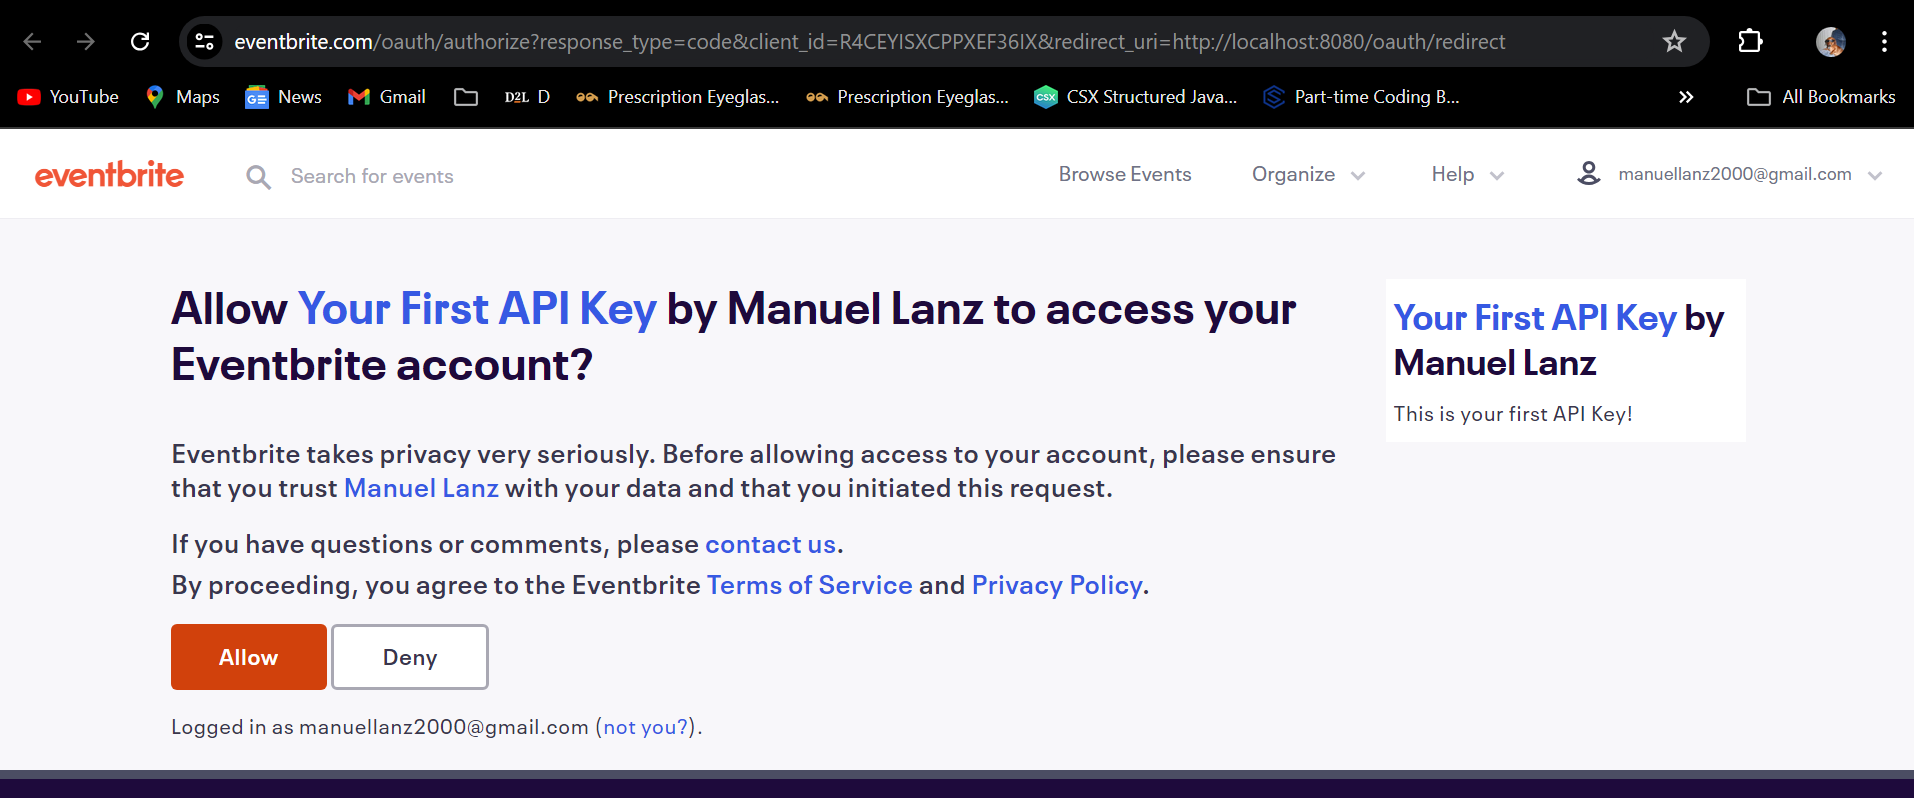 eventbrite.com/oauth/authorize?response_type=code&client_id=R4CEYISXCPPXEF36IX&redirect_uri=http://localhost:8080/oauth/redirect
YouTube Maps News Gmail D2L D Prescription Eyeglas... Prescription Eyeglas... CSX CSX Structured Java... Part-time Coding B... » All Bookmarks
eventbrite Search for events Browse Events Organize Help manuellanz2000@gmail.com
Allow Your First API Key by Manuel Lanz to access your
Eventbrite account?
Your First API Key by
Manuel Lanz
This is your first API Key!
Eventbrite takes privacy very seriously. Before allowing access to your account, please ensure
that you trust Manuel Lanz with your data and that you initiated this request.
If you have questions or comments, please contact us.
By proceeding, you agree to the Eventbrite Terms of Service and Privacy Policy.
Allow Deny
Logged in as manuellanz2000@gmail.com (not you?).